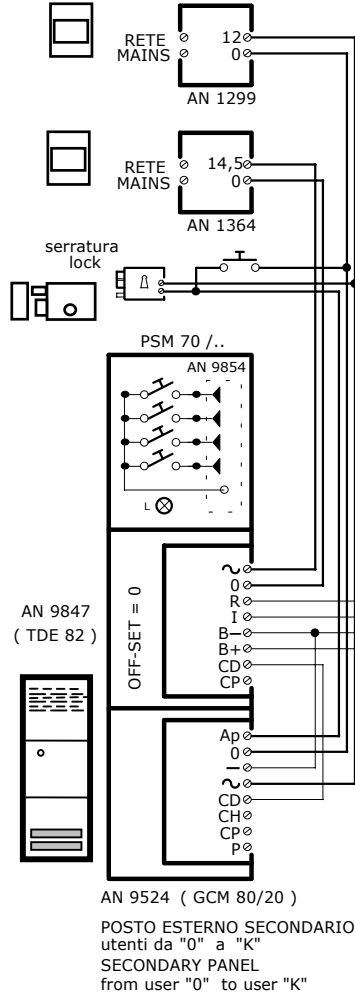 RETE 12
MAINS 0
AN 1299
RETE 14,5
MAINS 0
AN 1364
serratura
lock
PSM 70 /..
AN 9854
L
AN 9847
( TDE 82 )
OFF-SET = 0
~
0
R
I
B−
B+
CD
CP
Ap
0
−
~
CD
CH
CP
P
AN 9524 ( GCM 80/20 )
POSTO ESTERNO SECONDARIO
utenti da "0" a "K"
SECONDARY PANEL
from user "0" to user "K"